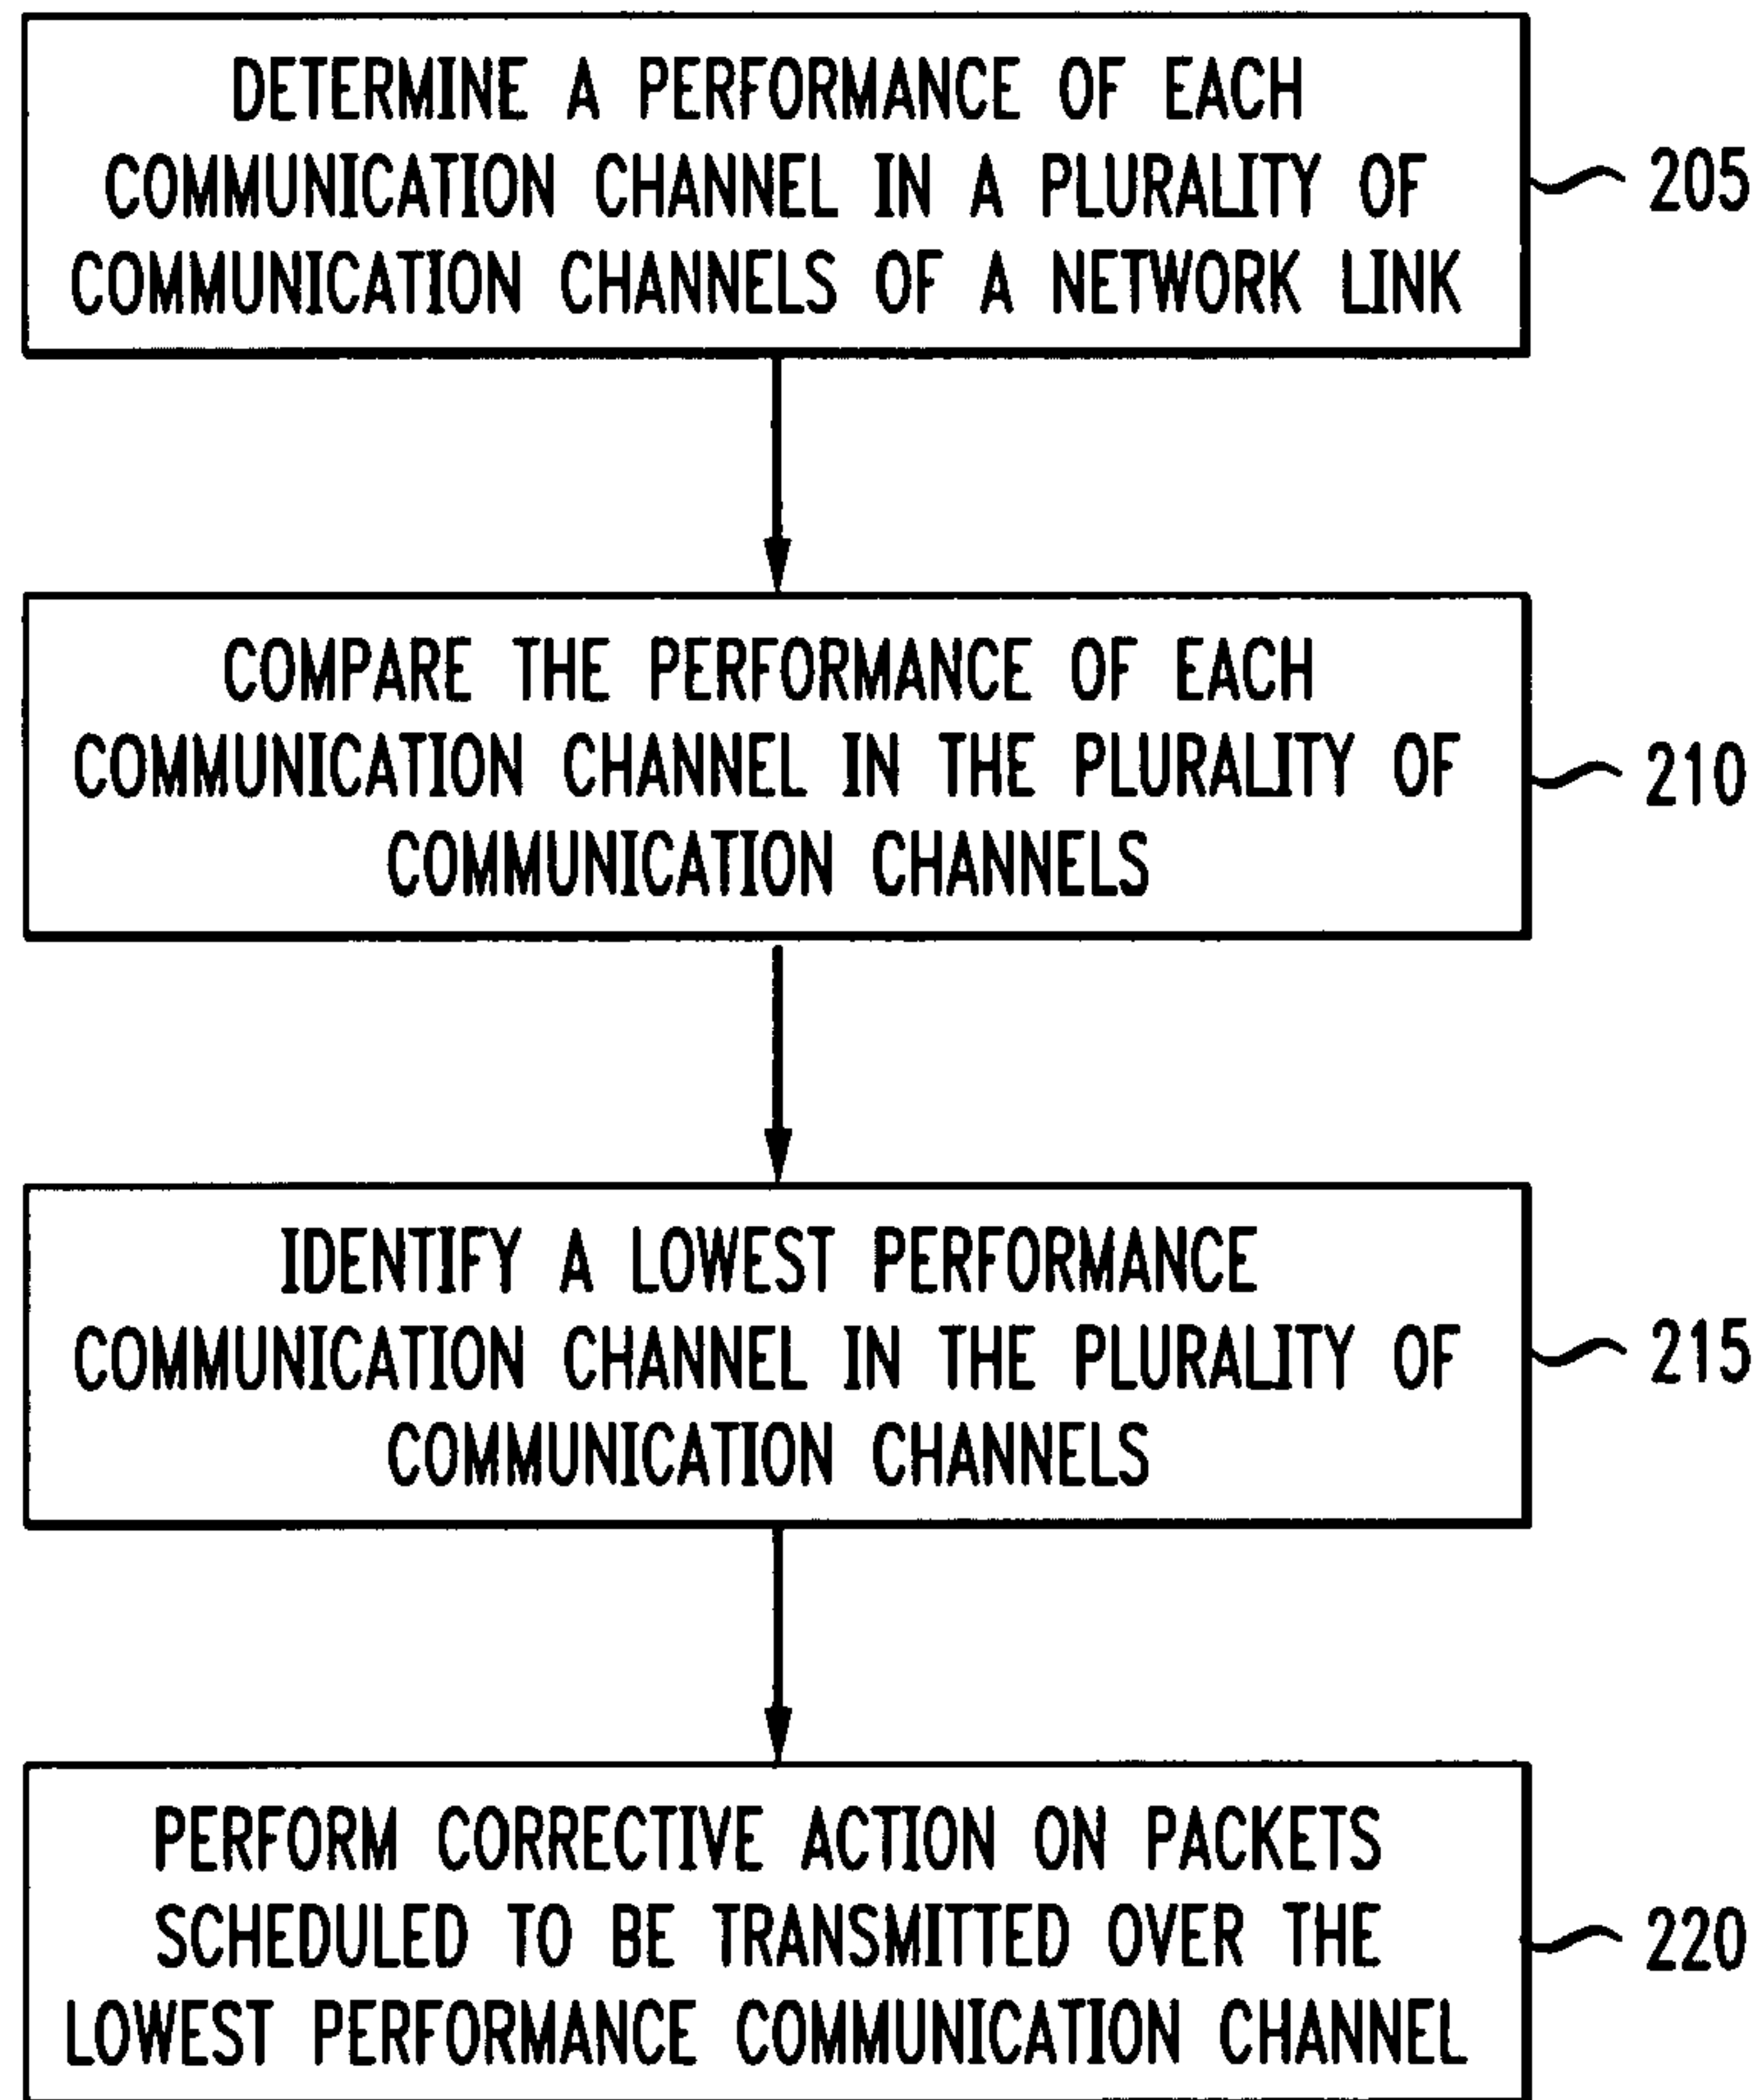 DETERMINE A PERFORMANCE OF EACH
COMMUNICATION CHANNEL IN A PLURALITY OF
COMMUNICATION CHANNELS OF A NETWORK LINK
205
COMPARE THE PERFORMANCE OF EACH
COMMUNICATION CHANNEL IN THE PLURALITY OF
COMMUNICATION CHANNELS
210
IDENTIFY A LOWEST PERFORMANCE
COMMUNICATION CHANNEL IN THE PLURALITY OF
COMMUNICATION CHANNELS
215
PERFORM CORRECTIVE ACTION ON PACKETS
SCHEDULED TO BE TRANSMITTED OVER THE
LOWEST PERFORMANCE COMMUNICATION CHANNEL
220